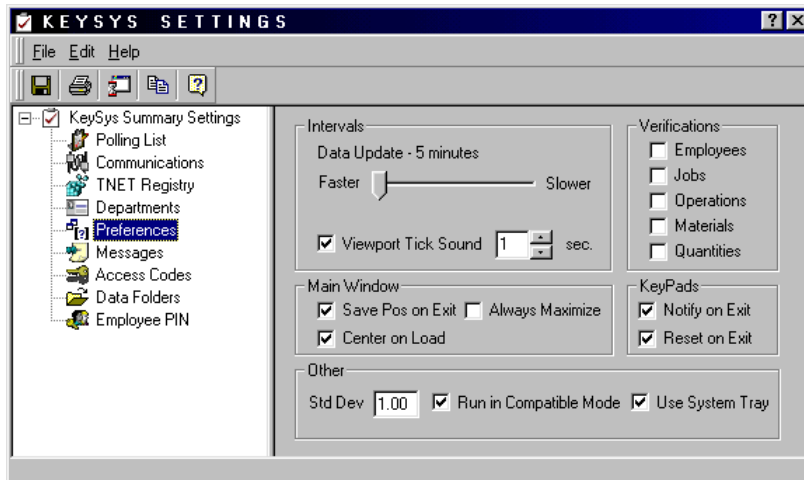 KEYSYS SETTINGS
File Edit Help
KeySys Summary Settings
Polling List
Communications
TNET Registry
Departments
Preferences
Messages
Access Codes
Data Folders
Employee PIN
Intervals
Data Update - 5 minutes
Faster Slower
Viewport Tick Sound 1 sec.
Verifications
Employees
Jobs
Operations
Materials
Quantities
Main Window
Save Pos on Exit Always Maximize
Center on Load
KeyPads
Notify on Exit
Reset on Exit
Other
Std Dev 1.00 Run in Compatible Mode Use System Tray